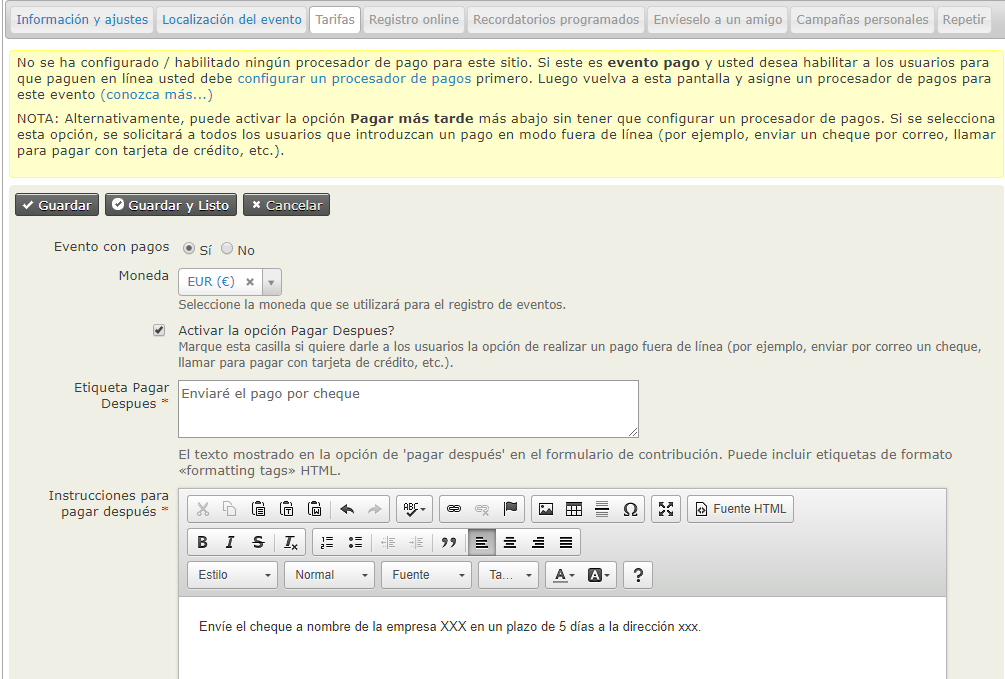 Información y ajustes Localización del evento Tarifas Registro online Recordatorios programados Envíeselo a un amigo Campañas personales Repetir
No se ha configurado / habilitado ningún procesador de pago para este sitio. Si este es evento pago y usted desea habilitar a los usuarios para
que paguen en línea usted debe configurar un procesador de pagos primero. Luego vuelva a esta pantalla y asigne un procesador de pagos para
este evento (conozca más...)
NOTA: Alternativamente, puede activar la opción Pagar más tarde más abajo sin tener que configurar un procesador de pagos. Si se selecciona
esta opción, se solicitará a todos los usuarios que introduzcan un pago en modo fuera de línea (por ejemplo, enviar un cheque por correo, llamar
para pagar con tarjeta de crédito, etc.).
Guardar Guardar y Listo Cancelar
Evento con pagos Sí No
Moneda EUR (€)
Seleccione la moneda que se utilizará para el registro de eventos.
Activar la opción Pagar Despues?
Marque esta casilla si quiere darle a los usuarios la opción de realizar un pago fuera de línea (por ejemplo, enviar por correo un cheque,
llamar para pagar con tarjeta de crédito, etc.).
Etiqueta Pagar
Despues *
Enviaré el pago por cheque
El texto mostrado en la opción de 'pagar después' en el formulario de contribución. Puede incluir etiquetas de formato
«formatting tags» HTML.
Instrucciones para
pagar después *
ABC Ω Fuente HTML
B I S Tx
Estilo Normal Fuente Ta... A A ?
Envíe el cheque a nombre de la empresa XXX en un plazo de 5 días a la dirección xxx.